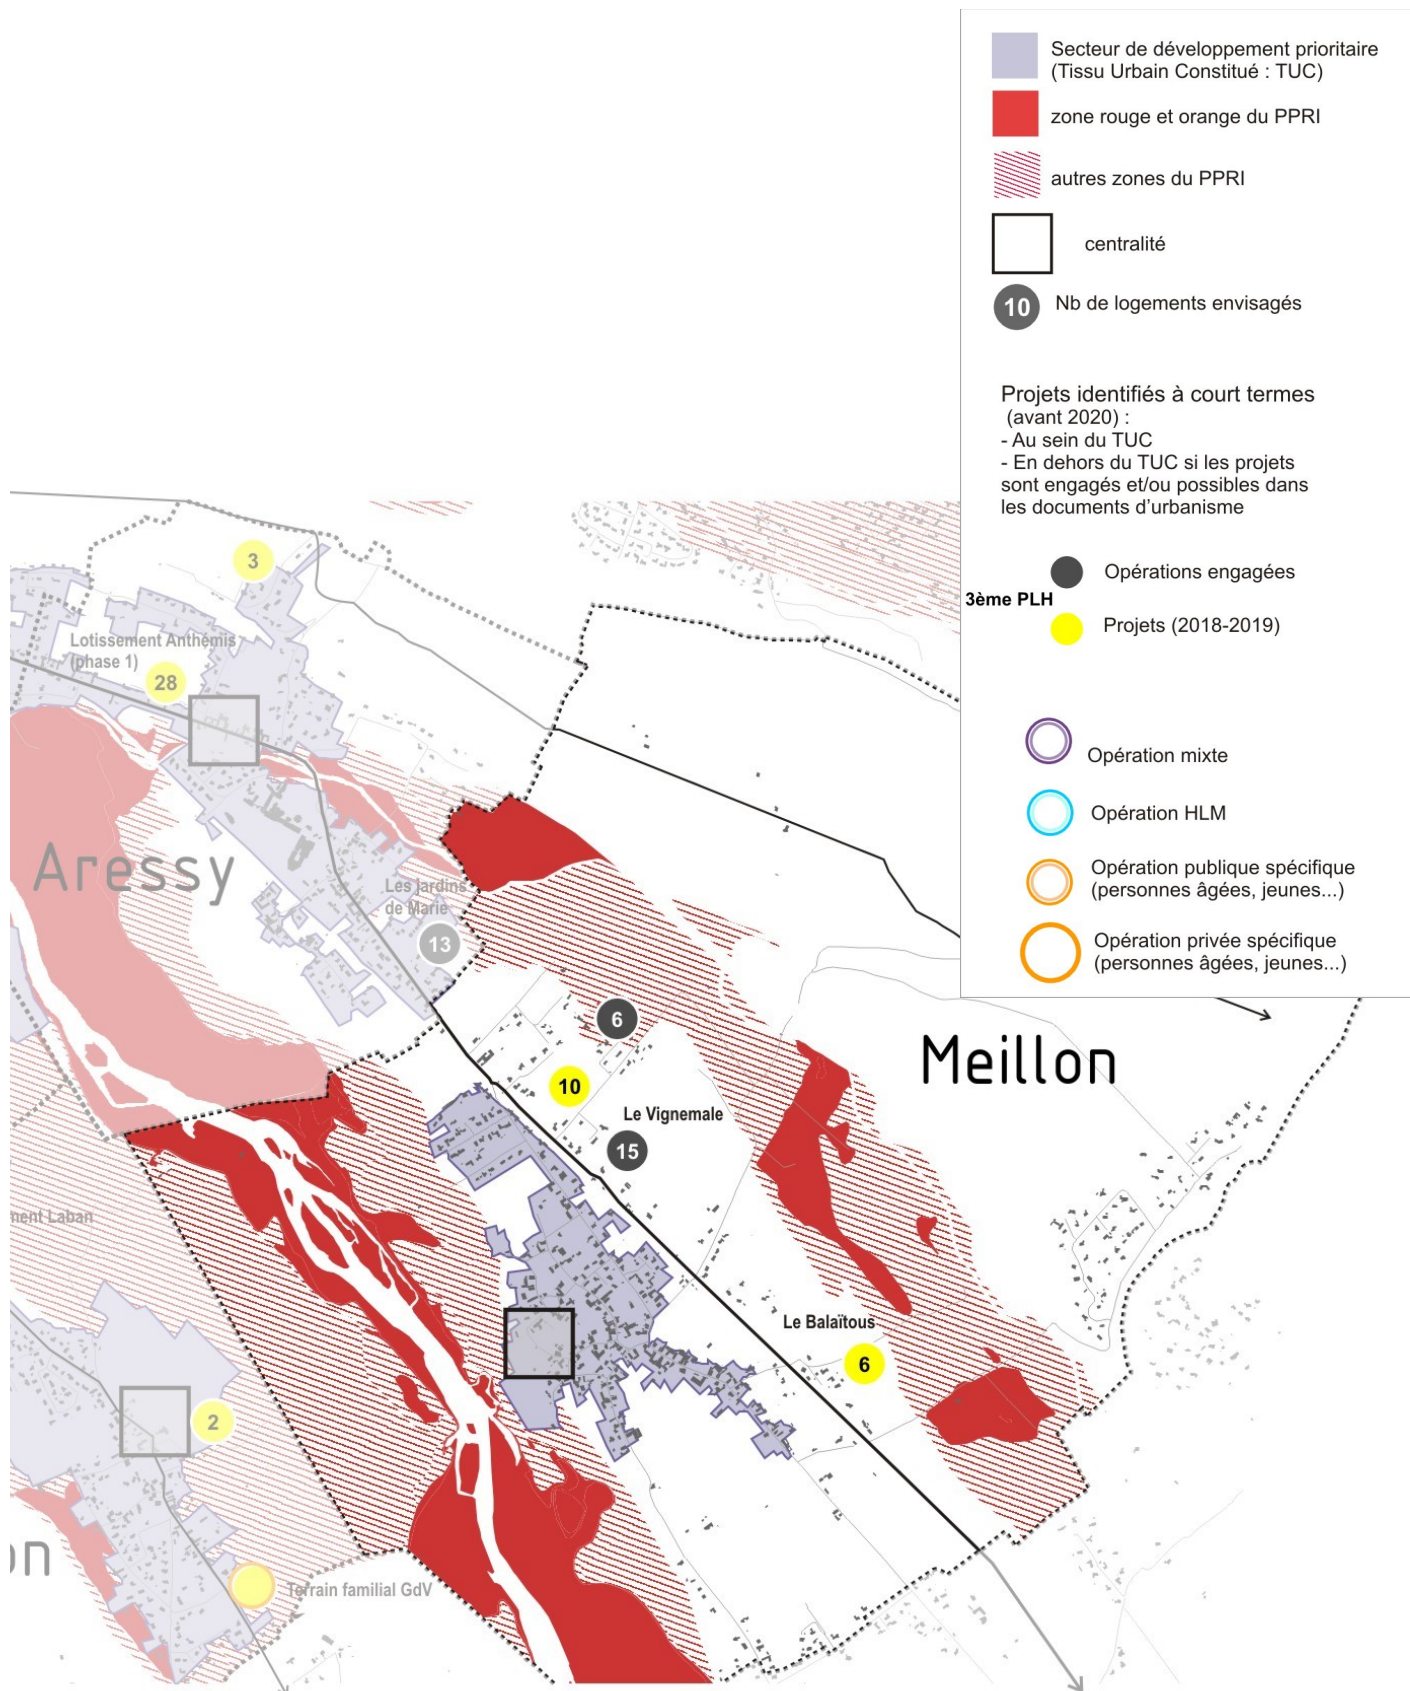 Secteur de développement prioritaire
(Tissu Urbain Constitué : TUC)
zone rouge et orange du PPRI
autres zones du PPRI
centralité
10
Nb de logements envisagés
Projets identifiés à court termes
(avant 2020) :
- Au sein du TUC
- En dehors du TUC si les projets
sont engagés et/ou possibles dans
les documents d'urbanisme
Opérations engagées
3ème PLH
Projets (2018-2019)
Opération mixte
Opération HLM
Opération publique spécifique
(personnes âgées, jeunes...)
Opération privée spécifique
(personnes âgées, jeunes...)
3
Lotissement Anthémis
(phase 1)
28
Aressy
Les jardins
de Marie
13
6
Meillon
10
Le Vignemale
15
ment Laban
Le Balaïtous
6
2
on
Terrain familial GdV